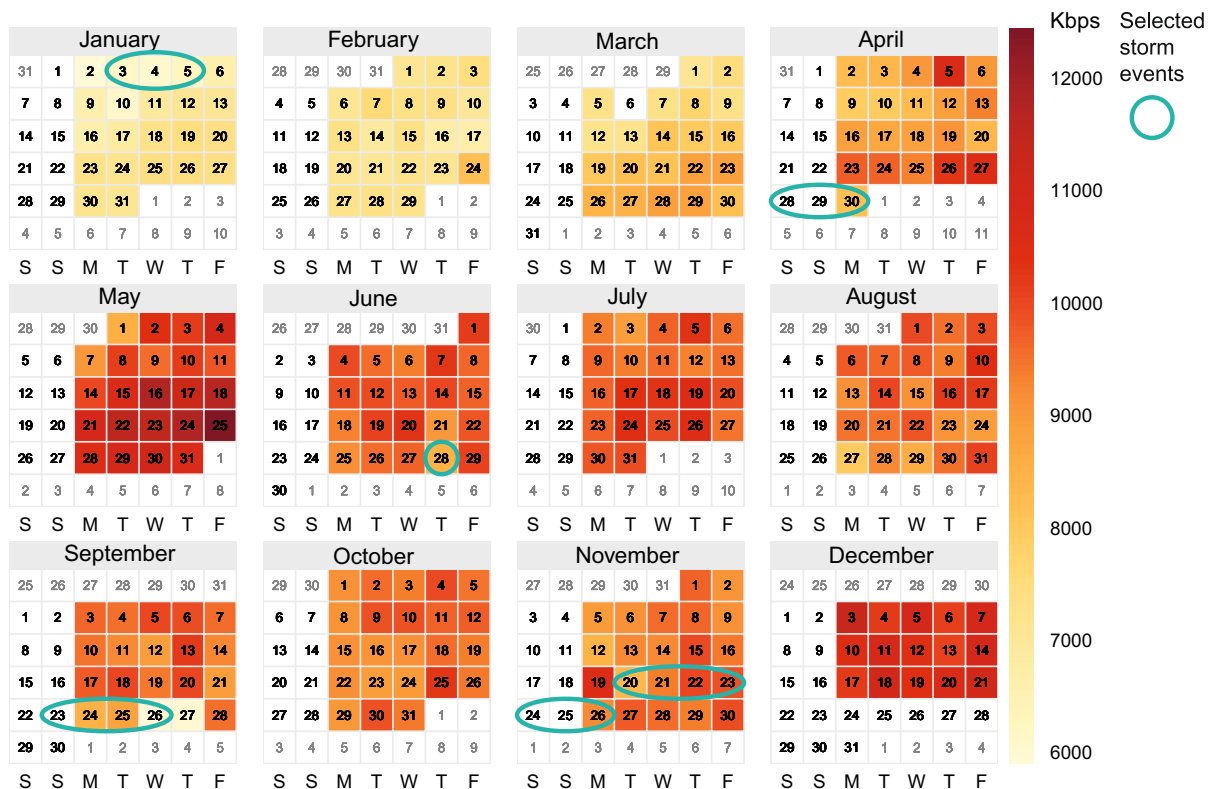 January
31 1 2 3 4 5 6
7 8 9 10 11 12 13
14 15 16 17 18 19 20
21 22 23 24 25 26 27
28 29 30 31 1 2 3
4 5 6 7 8 9 10
S S M T W T F
February
28 29 30 31 1 2 3
4 5 6 7 8 9 10
11 12 13 14 15 16 17
18 19 20 21 22 23 24
25 26 27 28 29 1 2
3 4 5 6 7 8 9
S S M T W T F
March
25 26 27 28 29 1 2
3 4 5 6 7 8 9
10 11 12 13 14 15 16
17 18 19 20 21 22 23
24 25 26 27 28 29 30
31 1 2 3 4 5 6
S S M T W T F
April
31 1 2 3 4 5 6
7 8 9 10 11 12 13
14 15 16 17 18 19 20
21 22 23 24 25 26 27
28 29 30 1 2 3 4
5 6 7 8 9 10 11
S S M T W T F
May
28 29 30 1 2 3 4
5 6 7 8 9 10 11
12 13 14 15 16 17 18
19 20 21 22 23 24 25
26 27 28 29 30 31 1
2 3 4 5 6 7 8
S S M T W T F
June
26 27 28 29 30 31 1
2 3 4 5 6 7 8
9 10 11 12 13 14 15
16 17 18 19 20 21 22
23 24 25 26 27 28 29
30 1 2 3 4 5 6
S S M T W T F
July
30 1 2 3 4 5 6
7 8 9 10 11 12 13
14 15 16 17 18 19 20
21 22 23 24 25 26 27
28 29 30 31 1 2 3
4 5 6 7 8 9 10
S S M T W T F
August
28 29 30 31 1 2 3
4 5 6 7 8 9 10
11 12 13 14 15 16 17
18 19 20 21 22 23 24
25 26 27 28 29 30 31
1 2 3 4 5 6 7
S S M T W T F
September
25 26 27 28 29 30 31
1 2 3 4 5 6 7
8 9 10 11 12 13 14
15 16 17 18 19 20 21
22 23 24 25 26 27 28
29 30 1 2 3 4 5
S S M T W T F
October
29 30 1 2 3 4 5
6 7 8 9 10 11 12
13 14 15 16 17 18 19
20 21 22 23 24 25 26
27 28 29 30 31 1 2
3 4 5 6 7 8 9
S S M T W T F
November
27 28 29 30 31 1 2
3 4 5 6 7 8 9
10 11 12 13 14 15 16
17 18 19 20 21 22 23
24 25 26 27 28 29 30
1 2 3 4 5 6 7
S S M T W T F
December
24 25 26 27 28 29 30
1 2 3 4 5 6 7
8 9 10 11 12 13 14
15 16 17 18 19 20 21
22 23 24 25 26 27 28
29 30 31 1 2 3 4
S S M T W T F
Kbps
12000
11000
10000
9000
8000
7000
6000
Selected
storm
events